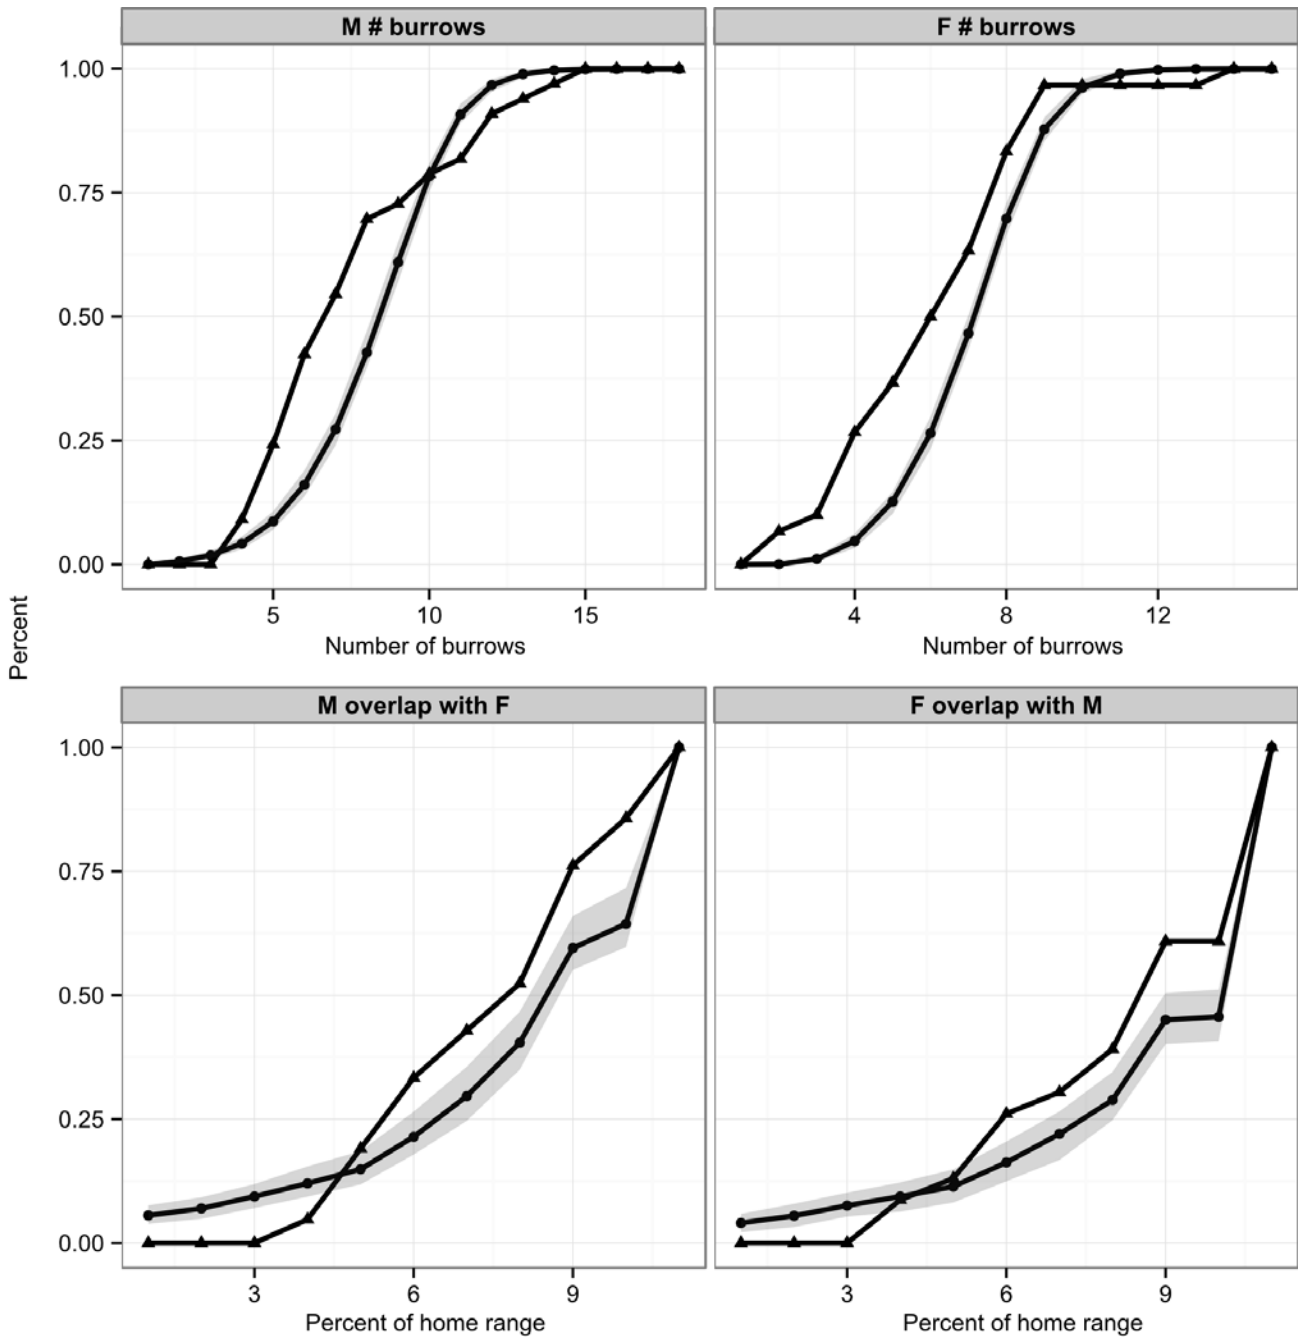 M # burrows
F # burrows
1.00
0.75
0.50
0.25
0.00
5 10 15
4 8 12
Number of burrows
Number of burrows
Percent
M overlap with F
F overlap with M
1.00
0.75
0.50
0.25
0.00
3 6 9
3 6 9
Percent of home range
Percent of home range